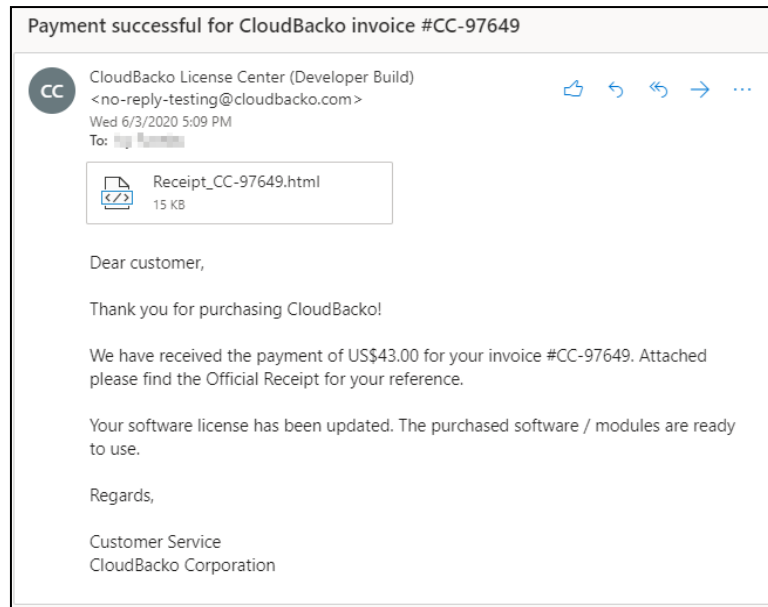 Payment successful for CloudBacko invoice #CC-97649
CC
CloudBacko License Center (Developer Build)
<no-reply-testing@cloudbacko.com>
Wed 6/3/2020 5:09 PM
To:
Receipt_CC-97649.html
15 KB
Dear customer,
Thank you for purchasing CloudBacko!
We have received the payment of US$43.00 for your invoice #CC-97649. Attached
please find the Official Receipt for your reference.
Your software license has been updated. The purchased software / modules are ready
to use.
Regards,
Customer Service
CloudBacko Corporation